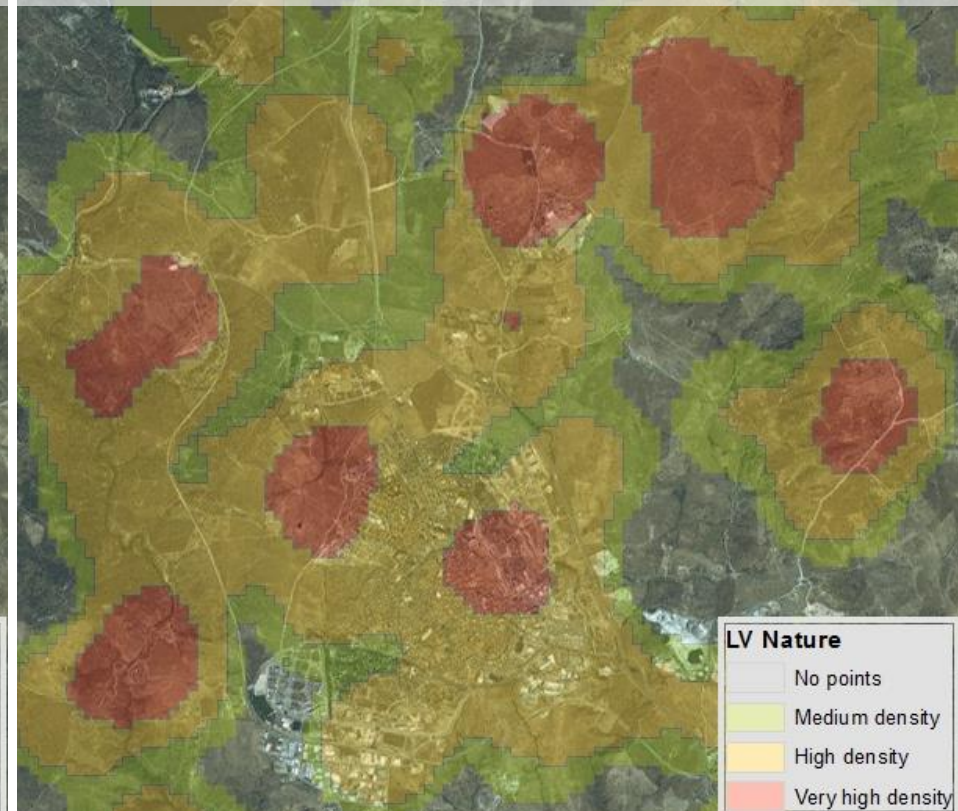 LV Nature
No points
Medium density
High density
Very high density